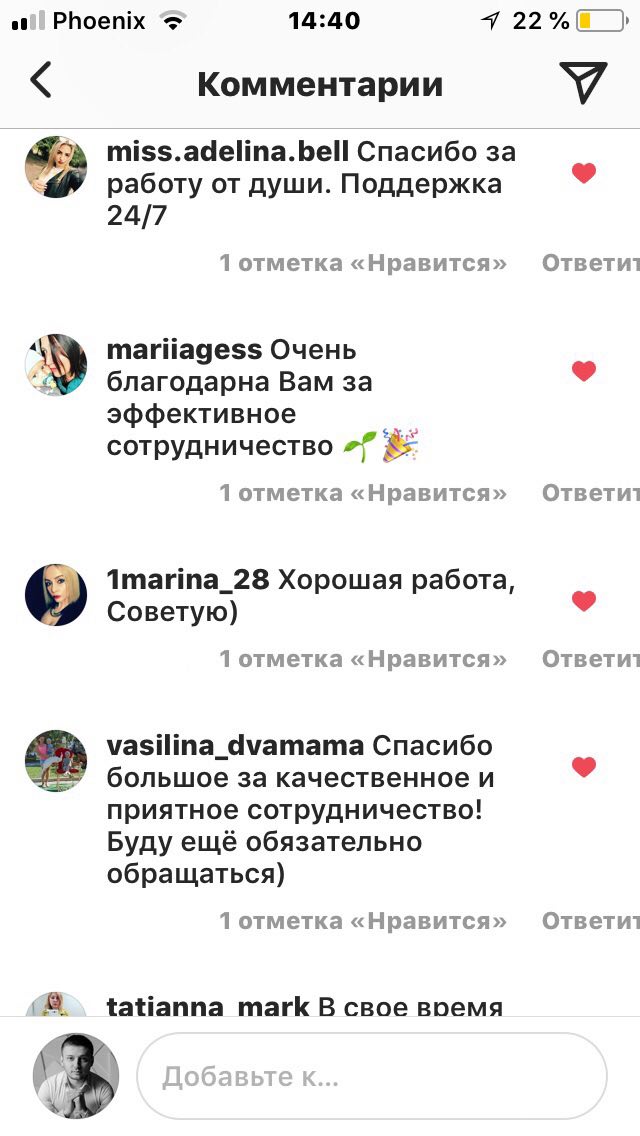 Phoenix 14:40 22 %
Комментарии
miss.adelina.bell Спасибо за
работу от души. Поддержка
24/7
1 отметка «Нравится» Ответит
mariiagess Очень
благодарна Вам за
эффективное
сотрудничество 🌱🎉
1 отметка «Нравится» Ответит
1marina_28 Хорошая работа,
Советую)
1 отметка «Нравится» Ответит
vasilina_dvamama Спасибо
большое за качественное и
приятное сотрудничество!
Буду ещё обязательно
обращаться)
1 отметка «Нравится» Ответит
tatianna_mark В свое время
Добавьте к...